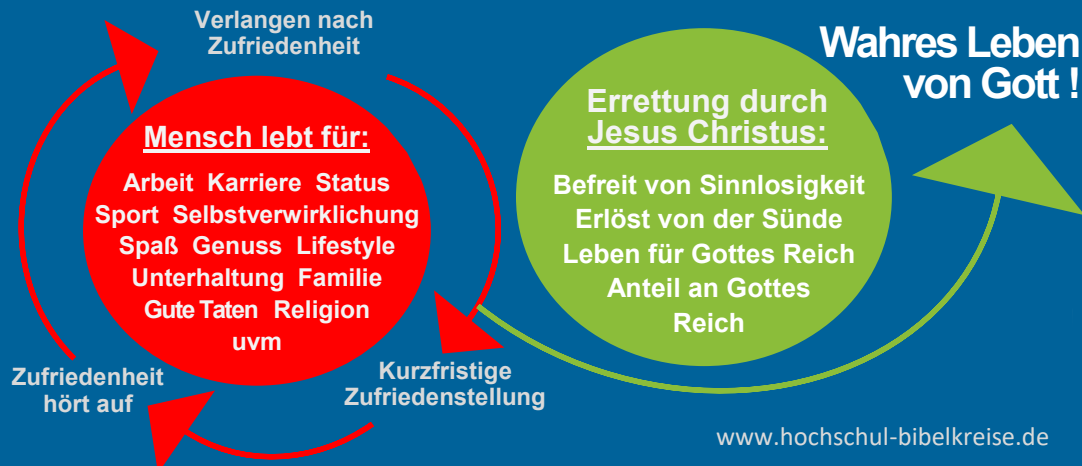 Verlangen nach
Zufriedenheit
Mensch lebt für:
Arbeit Karriere Status
Sport Selbstverwirklichung
Spaß Genuss Lifestyle
Unterhaltung Familie
Gute Taten Religion
uvm
Zufriedenheit
hört auf
Kurzfristige
Zufriedenstellung
Errettung durch
Jesus Christus:
Befreit von Sinnlosigkeit
Erlöst von der Sünde
Leben für Gottes Reich
Anteil an Gottes
Reich
Wahres Leben
von Gott !
www.hochschul-bibelkreise.de